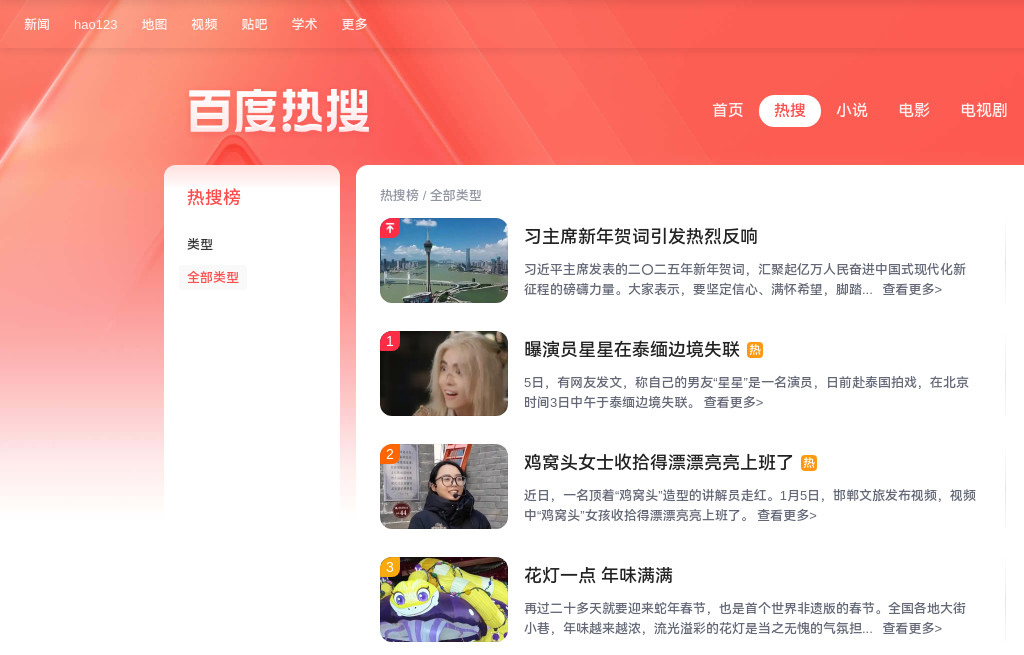 新闻 hao123 地图 视频 贴吧 学术 更多
百度热搜
首页 热搜 小说 电影 电视剧
热搜榜
类型
全部类型
热搜榜 / 全部类型
习主席新年贺词引发热烈反响
习近平主席发表的二〇二五年新年贺词，汇聚起亿万人民奋进中国式现代化新
征程的磅礴力量。大家表示，要坚定信心、满怀希望，脚踏... 查看更多>
1
曝演员星星在泰缅边境失联 热
5日，有网友发文，称自己的男友“星星”是一名演员，日前赴泰国拍戏，在北京
时间3日中午于泰缅边境失联。 查看更多>
2
鸡窝头女士收拾得漂漂亮亮上班了 热
近日，一名顶着“鸡窝头”造型的讲解员走红。1月5日，邯郸文旅发布视频，视频
中“鸡窝头”女孩收拾得漂漂亮亮上班了。 查看更多>
3
花灯一点 年味满满
再过二十多天就要迎来蛇年春节，也是首个世界非遗版的春节。全国各地大街
小巷，年味越来越浓，流光溢彩的花灯是当之无愧的气氛担... 查看更多>